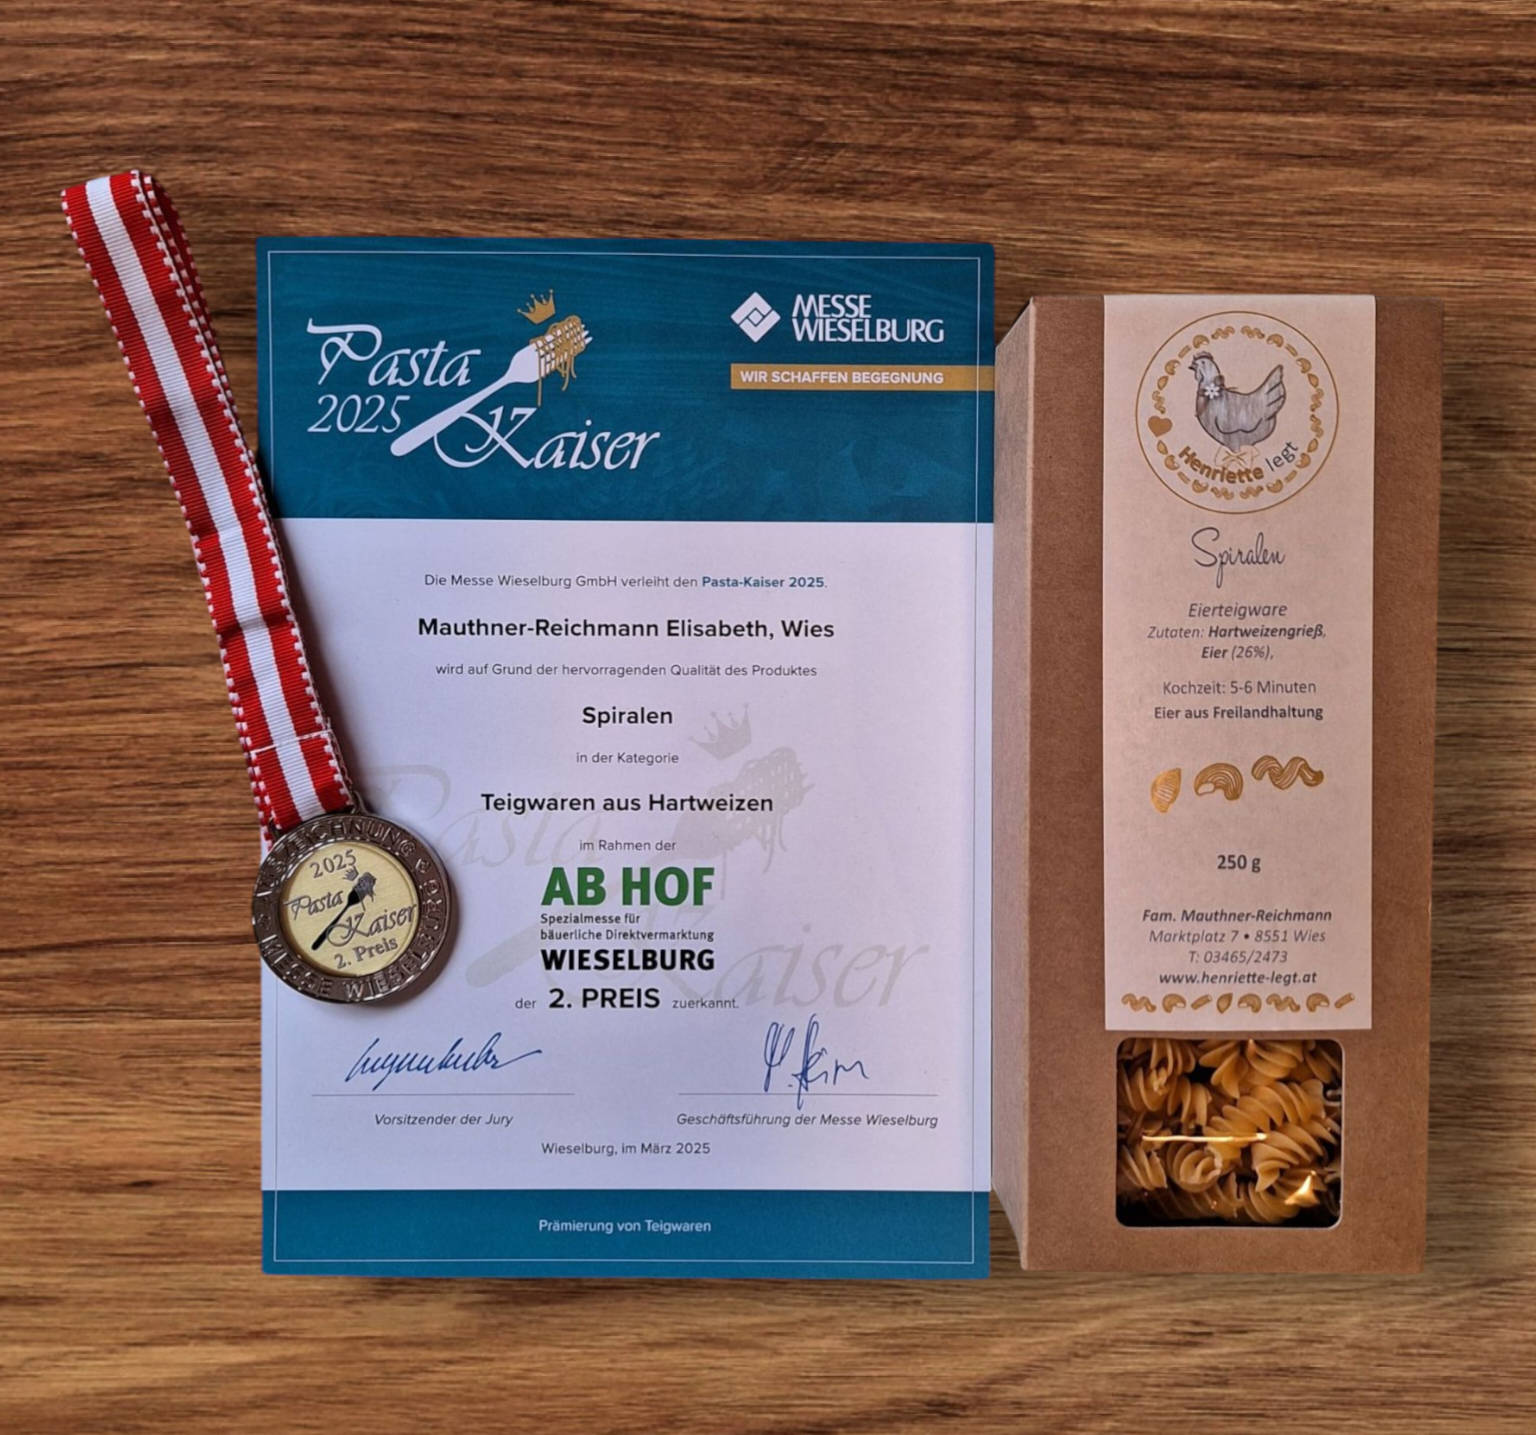 Pasta
2025
Kaiser
MESSE
WIESELBURG
WIR SCHAFFEN BEGEGNUNG
Die Messe Wieselburg GmbH verleiht den Pasta-Kaiser 2025.
Mauthner-Reichmann Elisabeth, Wies
wird auf Grund der hervorragenden Qualität des Produktes
Spiralen
in der Kategorie
Teigwaren aus Hartweizen
im Rahmen der
AB HOF
Spezialmesse für
bäuerliche Direktvermarktung
WIESELBURG
der 2. PREIS zuerkannt.
Vorsitzender der Jury
Geschäftsführung der Messe Wieselburg
Wieselburg, im März 2025
Prämierung von Teigwaren
Pasta
Kaiser
AUSZEICHNUNG
2025
Pasta
Kaiser
2. Preis
MESSE WIESELBURG
Henriette legt
Spiralen
Eierteigware
Zutaten: Hartweizengrieß,
Eier (26%),
Kochzeit: 5-6 Minuten
Eier aus Freilandhaltung
250 g
Fam. Mauthner-Reichmann
Marktplatz 7 • 8551 Wies
T: 03465/2473
www.henriette-legt.at